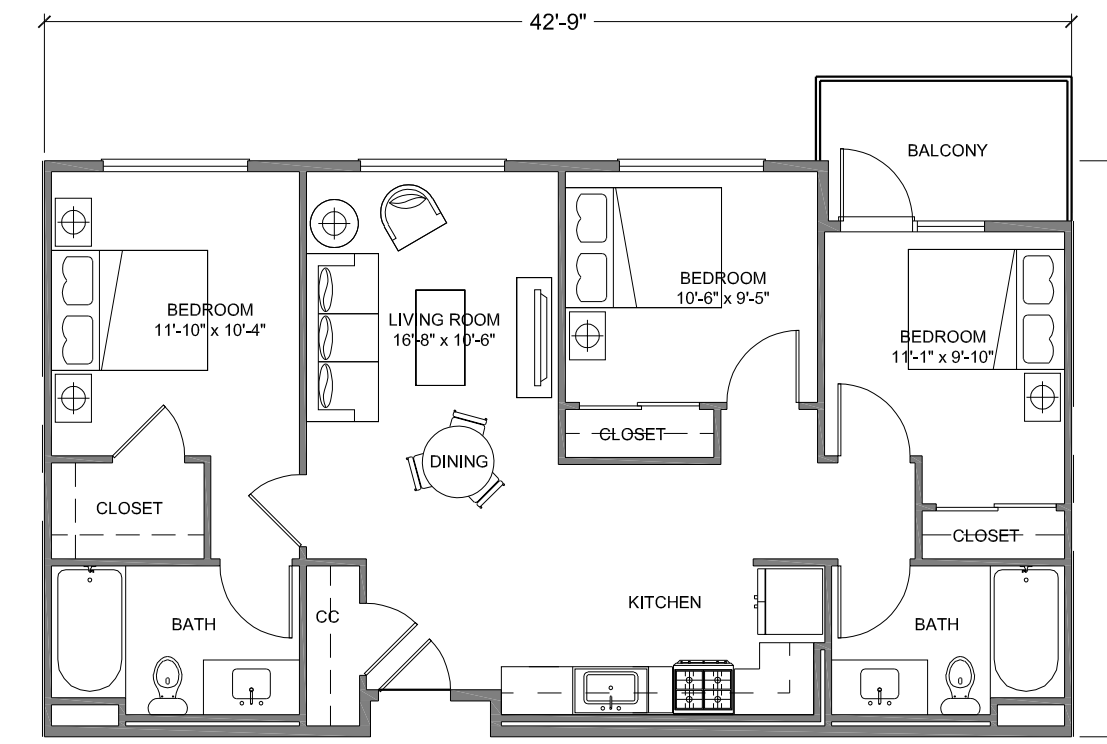 42'-9"
BALCONY
BEDROOM
11'-10" x 10'-4"
LIVING ROOM
16'-8" x 10'-6"
BEDROOM
10'-6" x 9'-5"
BEDROOM
11'-1" x 9'-10"
CLOSET
DINING
CLOSET
CLOSET
BATH
CC
KITCHEN
BATH